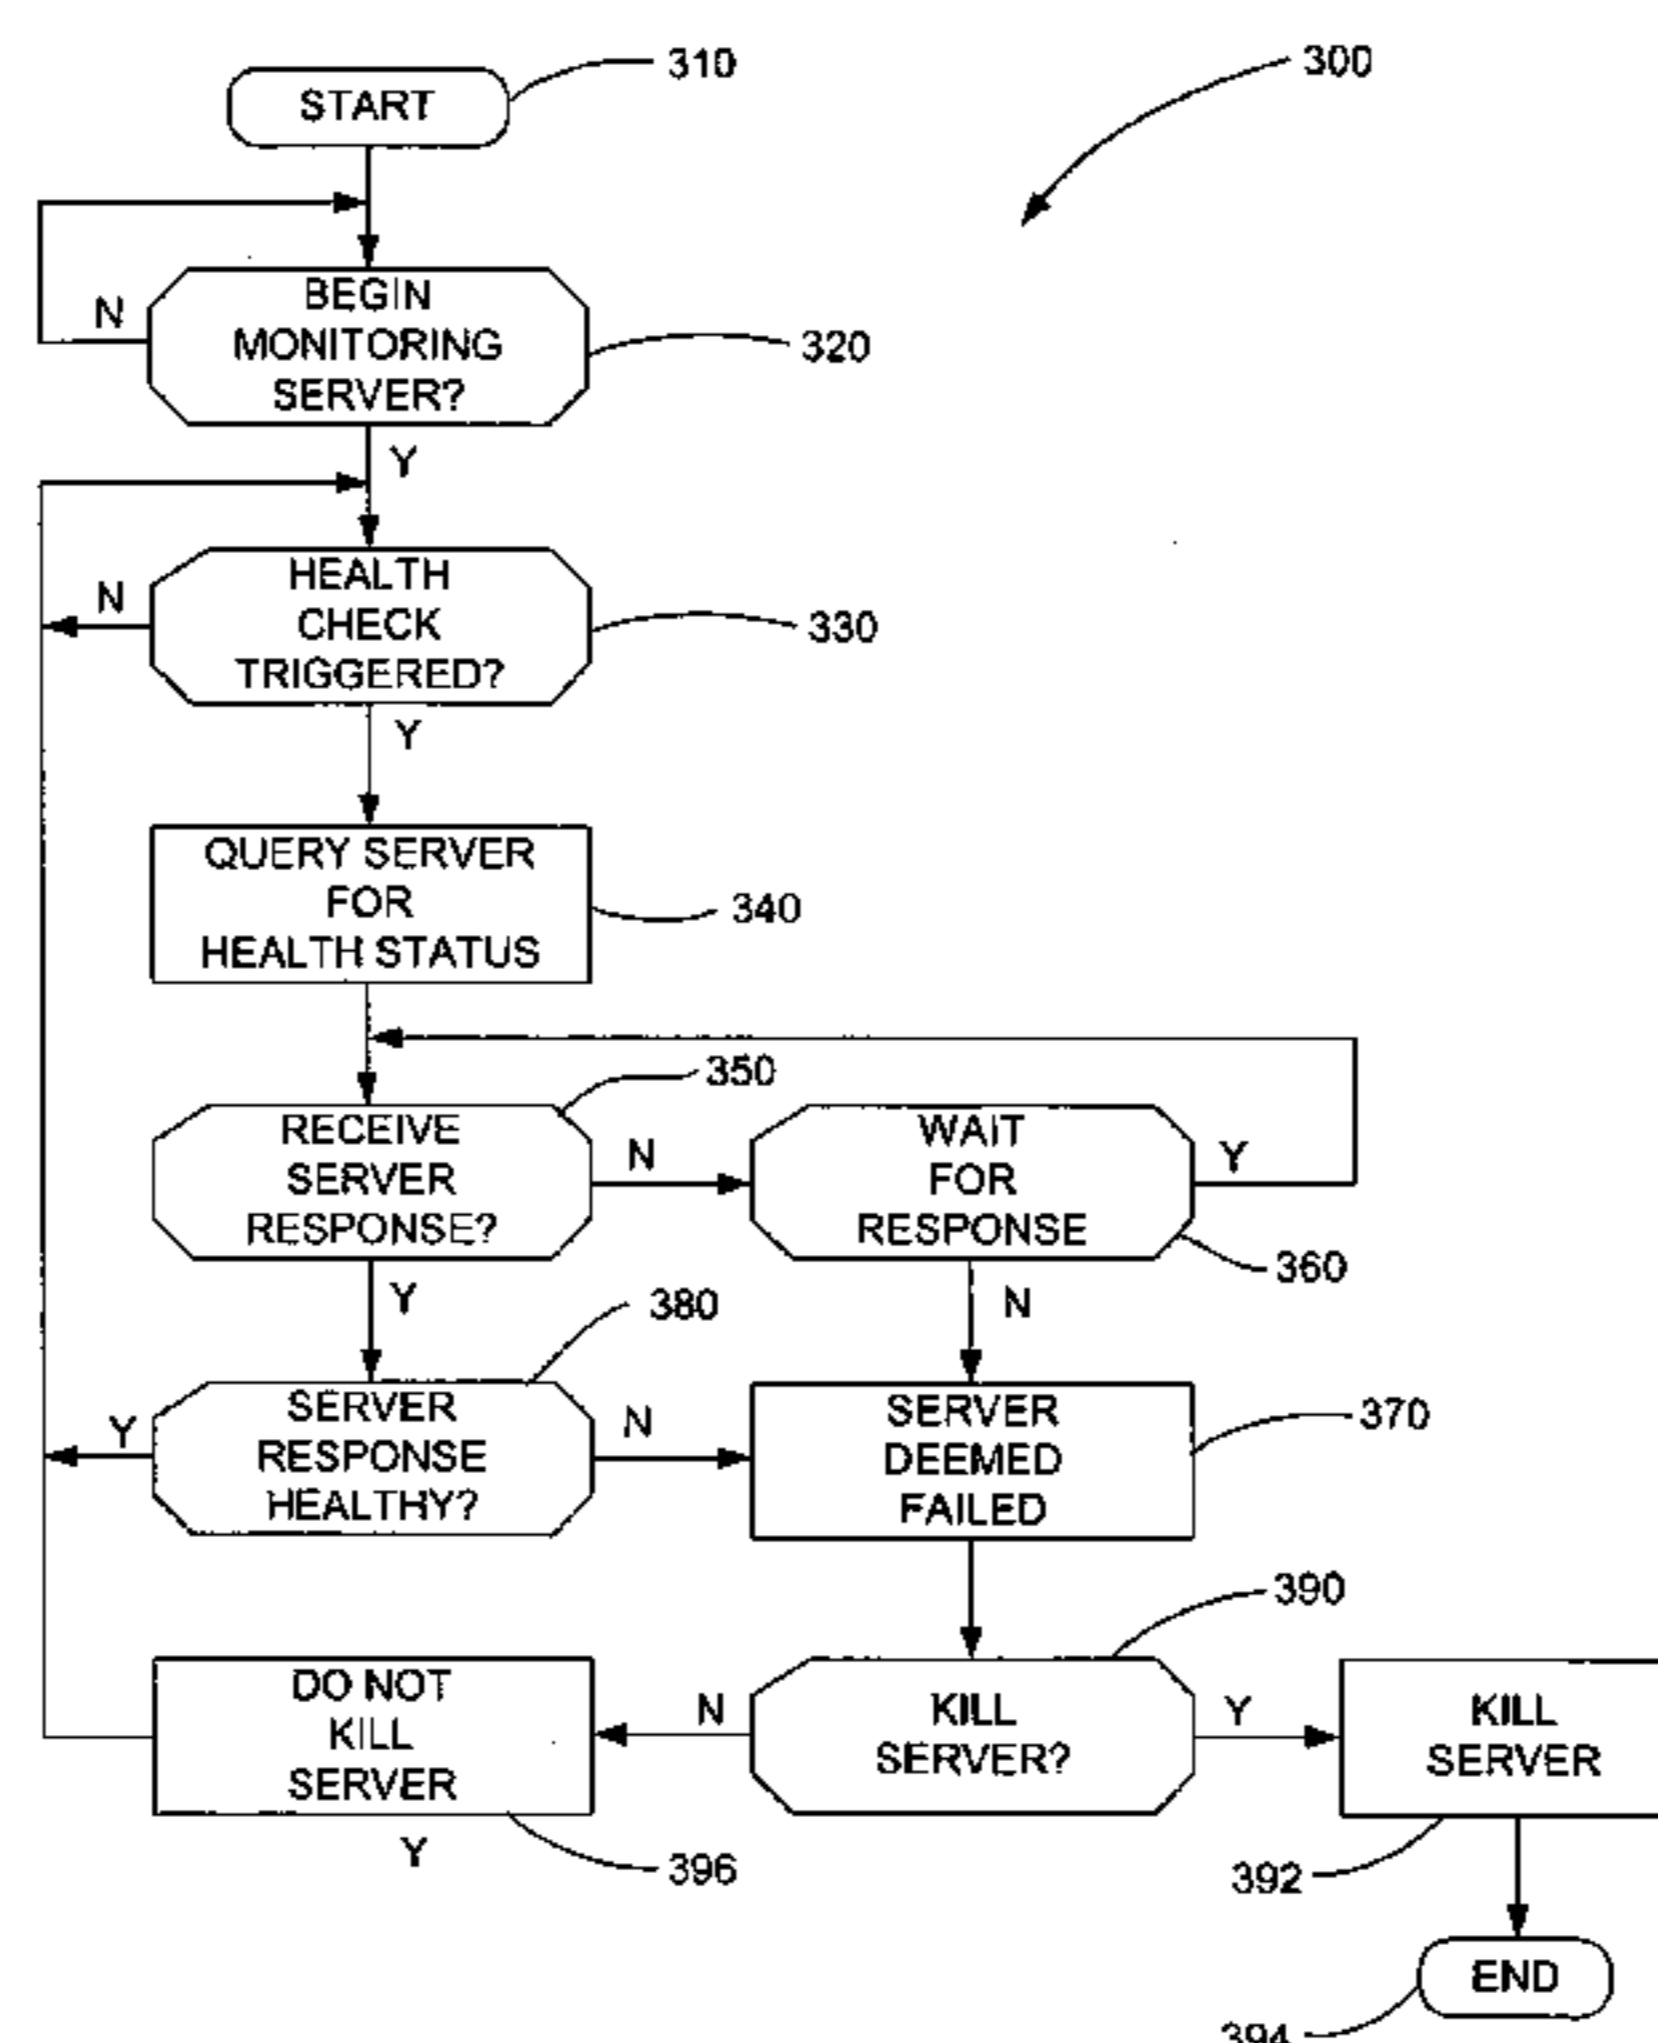 310
300
START
N
BEGIN
MONITORING
SERVER?
320
Y
N
HEALTH
CHECK
TRIGGERED?
330
Y
QUERY SERVER
FOR
HEALTH STATUS
340
350
RECEIVE
SERVER
RESPONSE?
N
WAIT
FOR
RESPONSE
Y
360
Y
N
380
Y
SERVER
RESPONSE
HEALTHY?
N
SERVER
DEEMED
FAILED
370
390
DO NOT
KILL
SERVER
N
KILL
SERVER?
Y
KILL
SERVER
Y
396
392
END
394